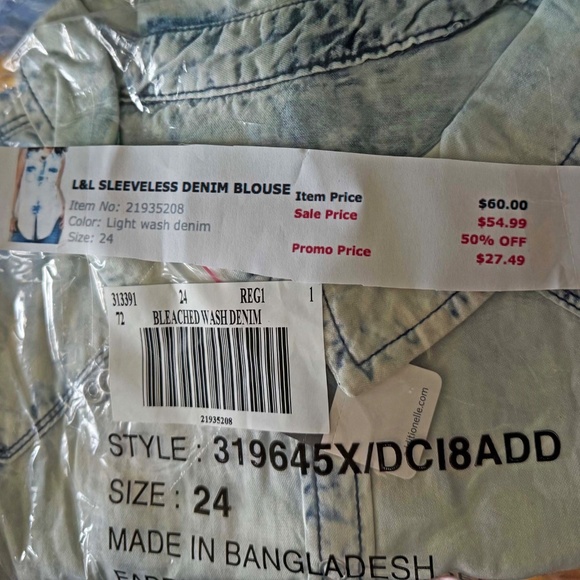 L&L SLEEVELESS DENIM BLOUSE
Item No: 21935208
Color: Light wash denim
Size: 24
Item Price $60.00
Sale Price $54.99
50% OFF
Promo Price $27.49
313391 24 REG1 1
72 BLEACHED WASH DENIM
21935208
STYLE : 319645X/DCI8ADD
SIZE : 24
MADE IN BANGLADESH